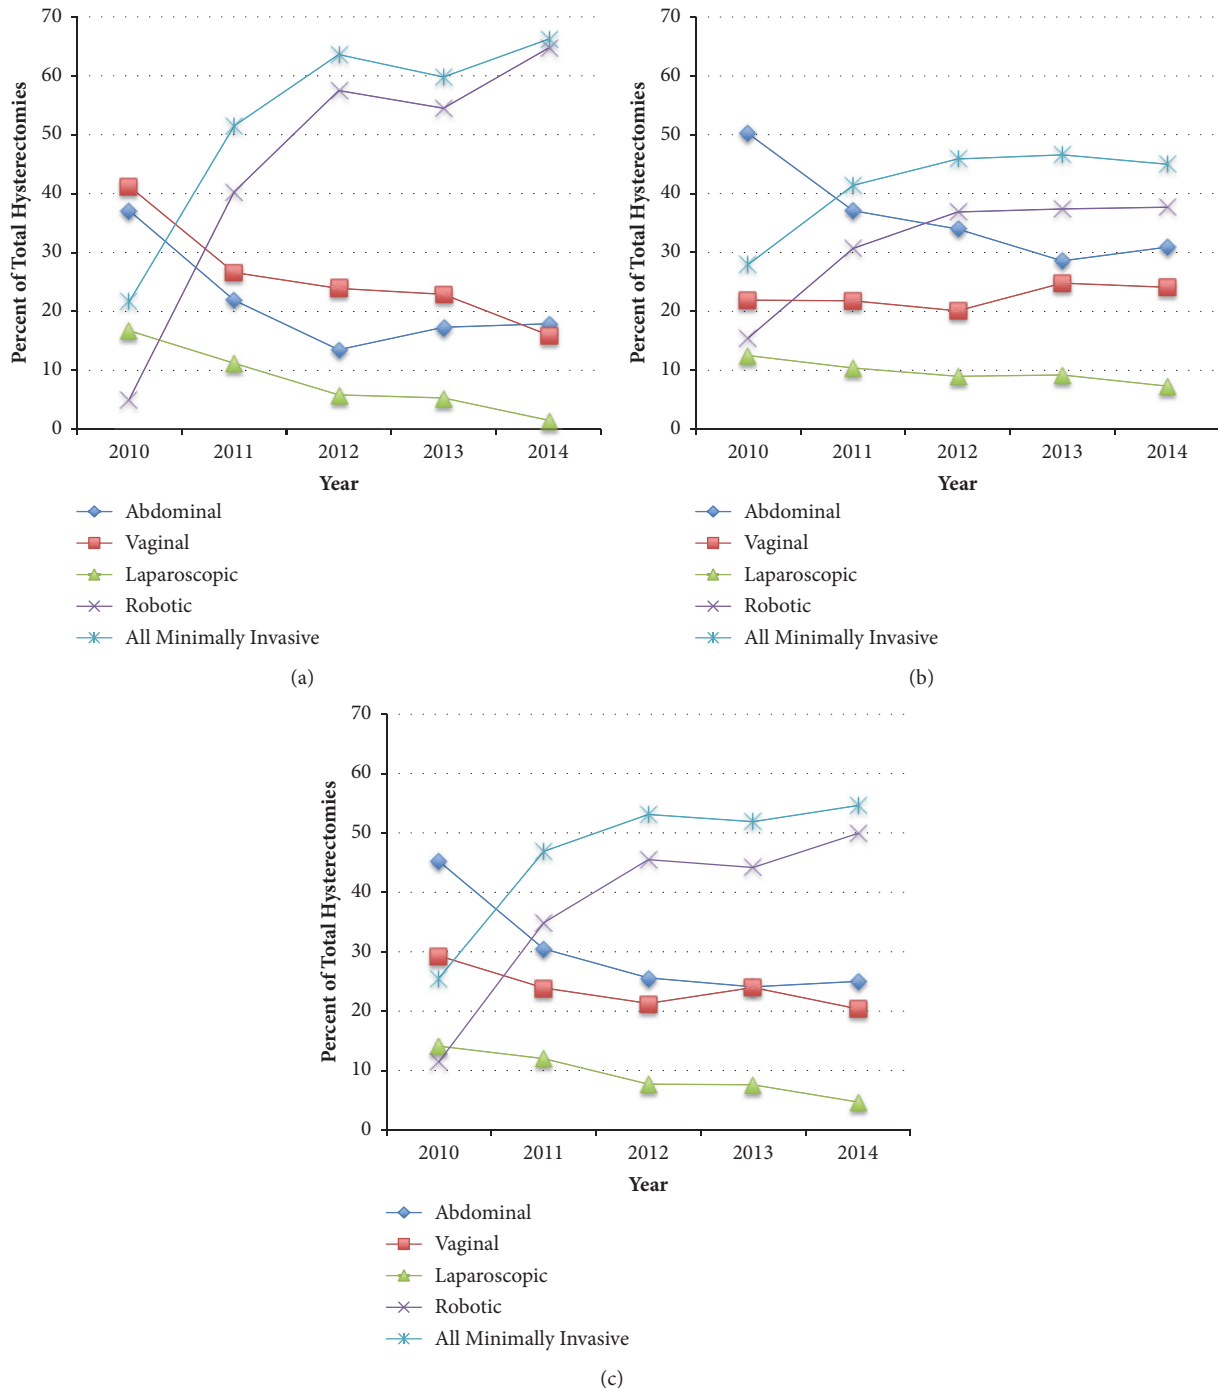 70
60
50
40
30
20
10
0
Percent of Total Hysterectomies
2010 2011 2012 2013 2014
Year
Abdominal
Vaginal
Laparoscopic
Robotic
All Minimally Invasive
(a)
70
60
50
40
30
20
10
0
Percent of Total Hysterectomies
2010 2011 2012 2013 2014
Year
Abdominal
Vaginal
Laparoscopic
Robotic
All Minimally Invasive
(b)
70
60
50
40
30
20
10
0
Percent of Total Hysterectomies
2010 2011 2012 2013 2014
Year
Abdominal
Vaginal
Laparoscopic
Robotic
All Minimally Invasive
(c)